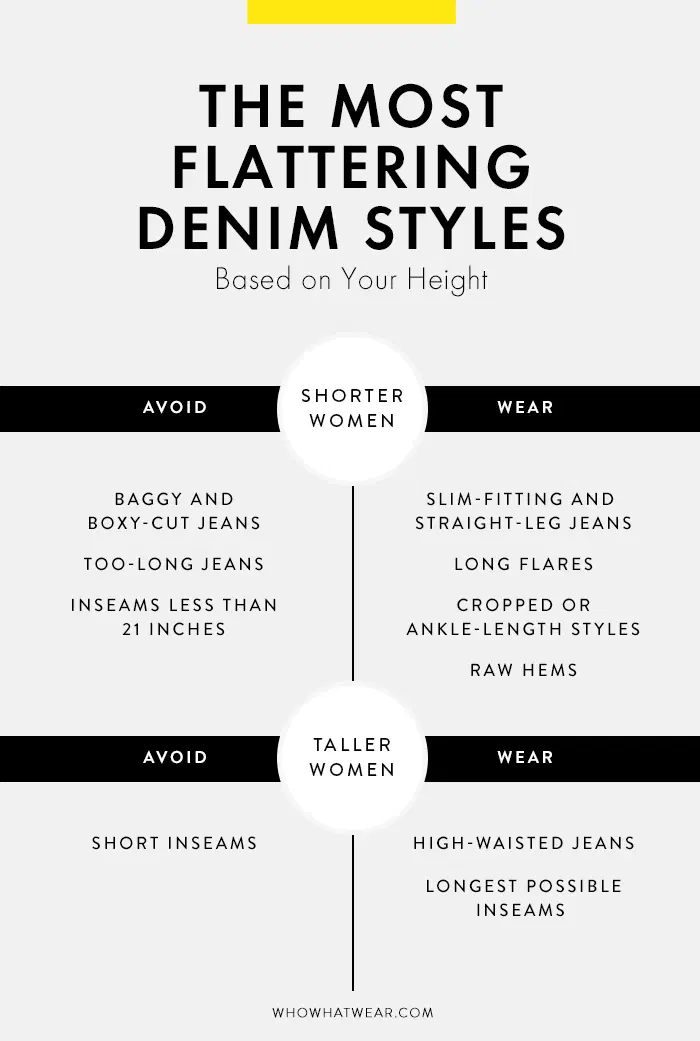 THE MOST
FLATTERING
DENIM STYLES
Based on Your Height
SHORTER
WOMEN
AVOID
WEAR
BAGGY AND
BOXY-CUT JEANS
TOO-LONG JEANS
INSEAMS LESS THAN
21 INCHES
SLIM-FITTING AND
STRAIGHT-LEG JEANS
LONG FLARES
CROPPED OR
ANKLE-LENGTH STYLES
RAW HEMS
TALLER
WOMEN
AVOID
WEAR
SHORT INSEAMS
HIGH-WAISTED JEANS
LONGEST POSSIBLE
INSEAMS
WHOWHATWEAR.COM